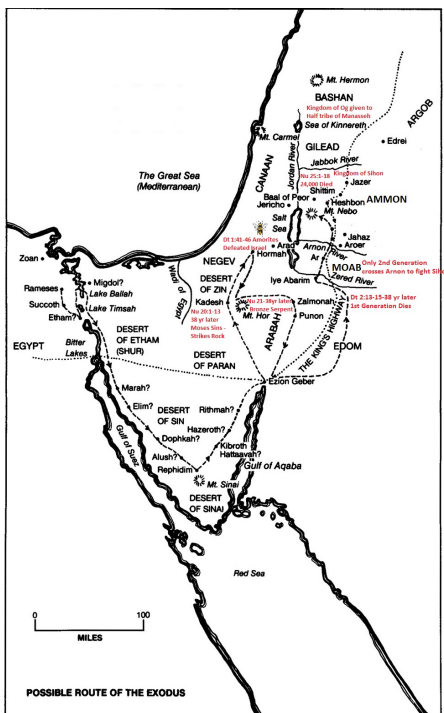 Mt. Hermon
BASHAN
Kingdom of Og given to
Half tribe of Manasseh
Sea of Kinnereth
ARGOB
Mt. Carmel
Edrei
GILEAD
The Great Sea
(Mediterranean)
CANAAN
Jordan River
Jabbok River
Nu 25:1-18
24,000 Died
Kingdom of Sihon
Shittim
Jazer
Baal of Peor
Heshbon
AMMON
Jericho
Mt. Nebo
Salt
Sea
Jahaz
Dt 1:41-46 Amorites
Defeated Israel
Arad
Arnon River
Aroer
Zoan
Hormah
Ar
NEGEV
MOAB
Only 2nd Generation
crosses Arnon to fight
Wadi of Egypt
Iye Abarim
Zered River
Migdol?
DESERT
OF ZIN
Rameses
Lake Ballah
Kadesh
Nu 21-38yr later
Bronze Serpent
Zalmonah
Dt 2:13-15-38 yr later
1st Generation Dies
Succoth
Lake Timsah
Nu 20:1-13
38 yr later
Moses Sins -
Strikes Rock
Mt. Hor
Punon
Etham?
ARABAH
THE KING'S HIGHWAY
EDOM
EGYPT
Bitter
Lakes
DESERT
OF ETHAM
(SHUR)
DESERT
OF PARAN
Ezion Geber
Marah?
Elim?
DESERT
OF SIN
Rithmah?
Hazeroth?
Dophkah?
Kibroth
Hattsavah?
Alush?
Rephidim
Gulf of Suez
Gulf of Aqaba
Mt. Sinai
DESERT
OF SINAI
Red Sea
0 100
MILES
POSSIBLE ROUTE OF THE EXODUS